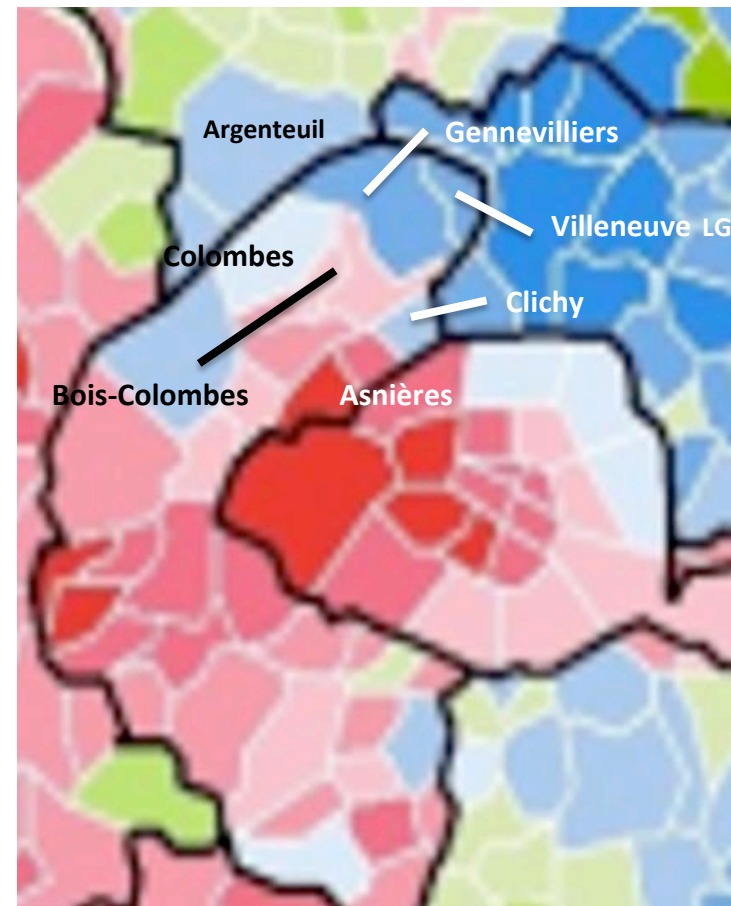 Argenteuil
Gennevilliers
Villeneuve LG
Colombes
Clichy
Bois-Colombes
Asnières